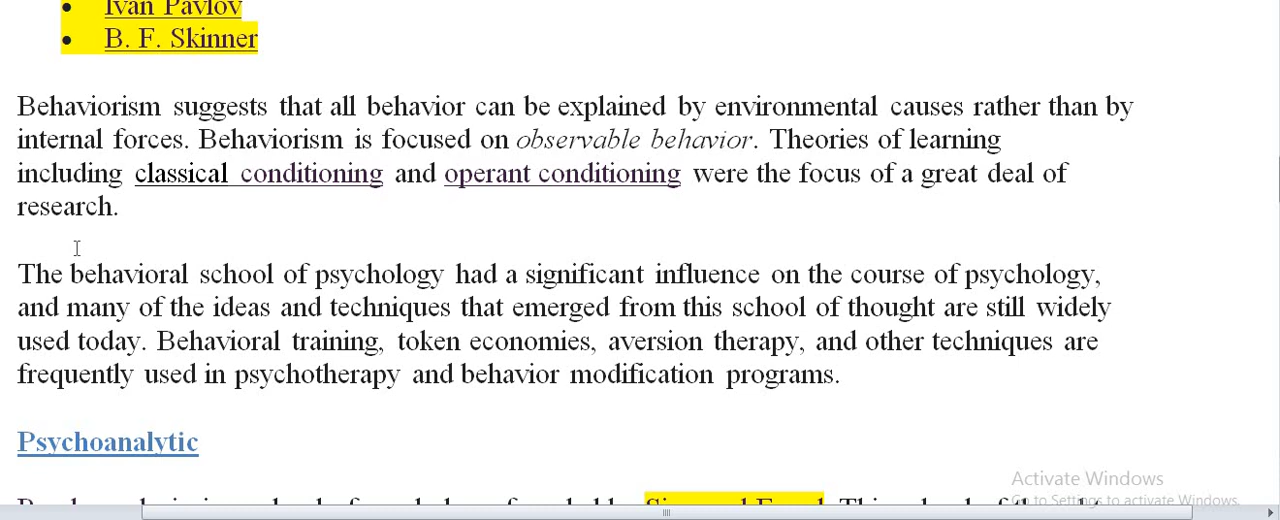 • Ivan Pavlov
• B. F. Skinner
Behaviorism suggests that all behavior can be explained by environmental causes rather than by
internal forces. Behaviorism is focused on observable behavior. Theories of learning
including classical conditioning and operant conditioning were the focus of a great deal of
research.
The behavioral school of psychology had a significant influence on the course of psychology,
and many of the ideas and techniques that emerged from this school of thought are still widely
used today. Behavioral training, token economies, aversion therapy, and other techniques are
frequently used in psychotherapy and behavior modification programs.
Psychoanalytic
Activate Windows
Go to Settings to activate Windows.